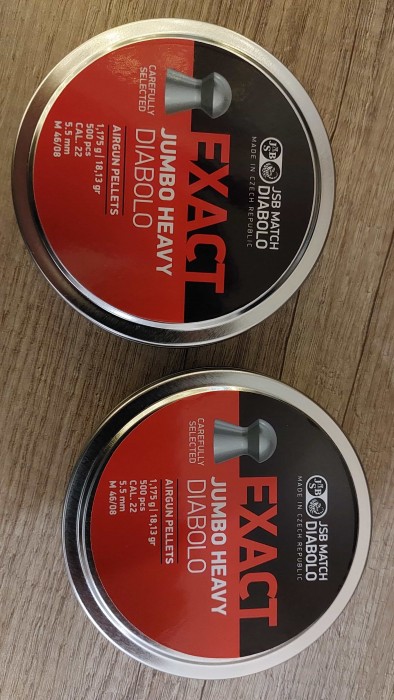 JSB MATCH
DIABOLO
MADE IN CZECH REPUBLIC
EXACT
JUMBO HEAVY
DIABOLO
CAREFULLY
SELECTED
AIRGUN PELLETS
1,175 g | 18,13 gr
500 pcs
CAL. 22
5.5 mm
M 46/08
JSB MATCH
DIABOLO
MADE IN CZECH REPUBLIC
EXACT
JUMBO HEAVY
DIABOLO
CAREFULLY
SELECTED
AIRGUN PELLETS
1,175 g | 18,13 gr
500 pcs
CAL. 22
5.5 mm
M 46/08